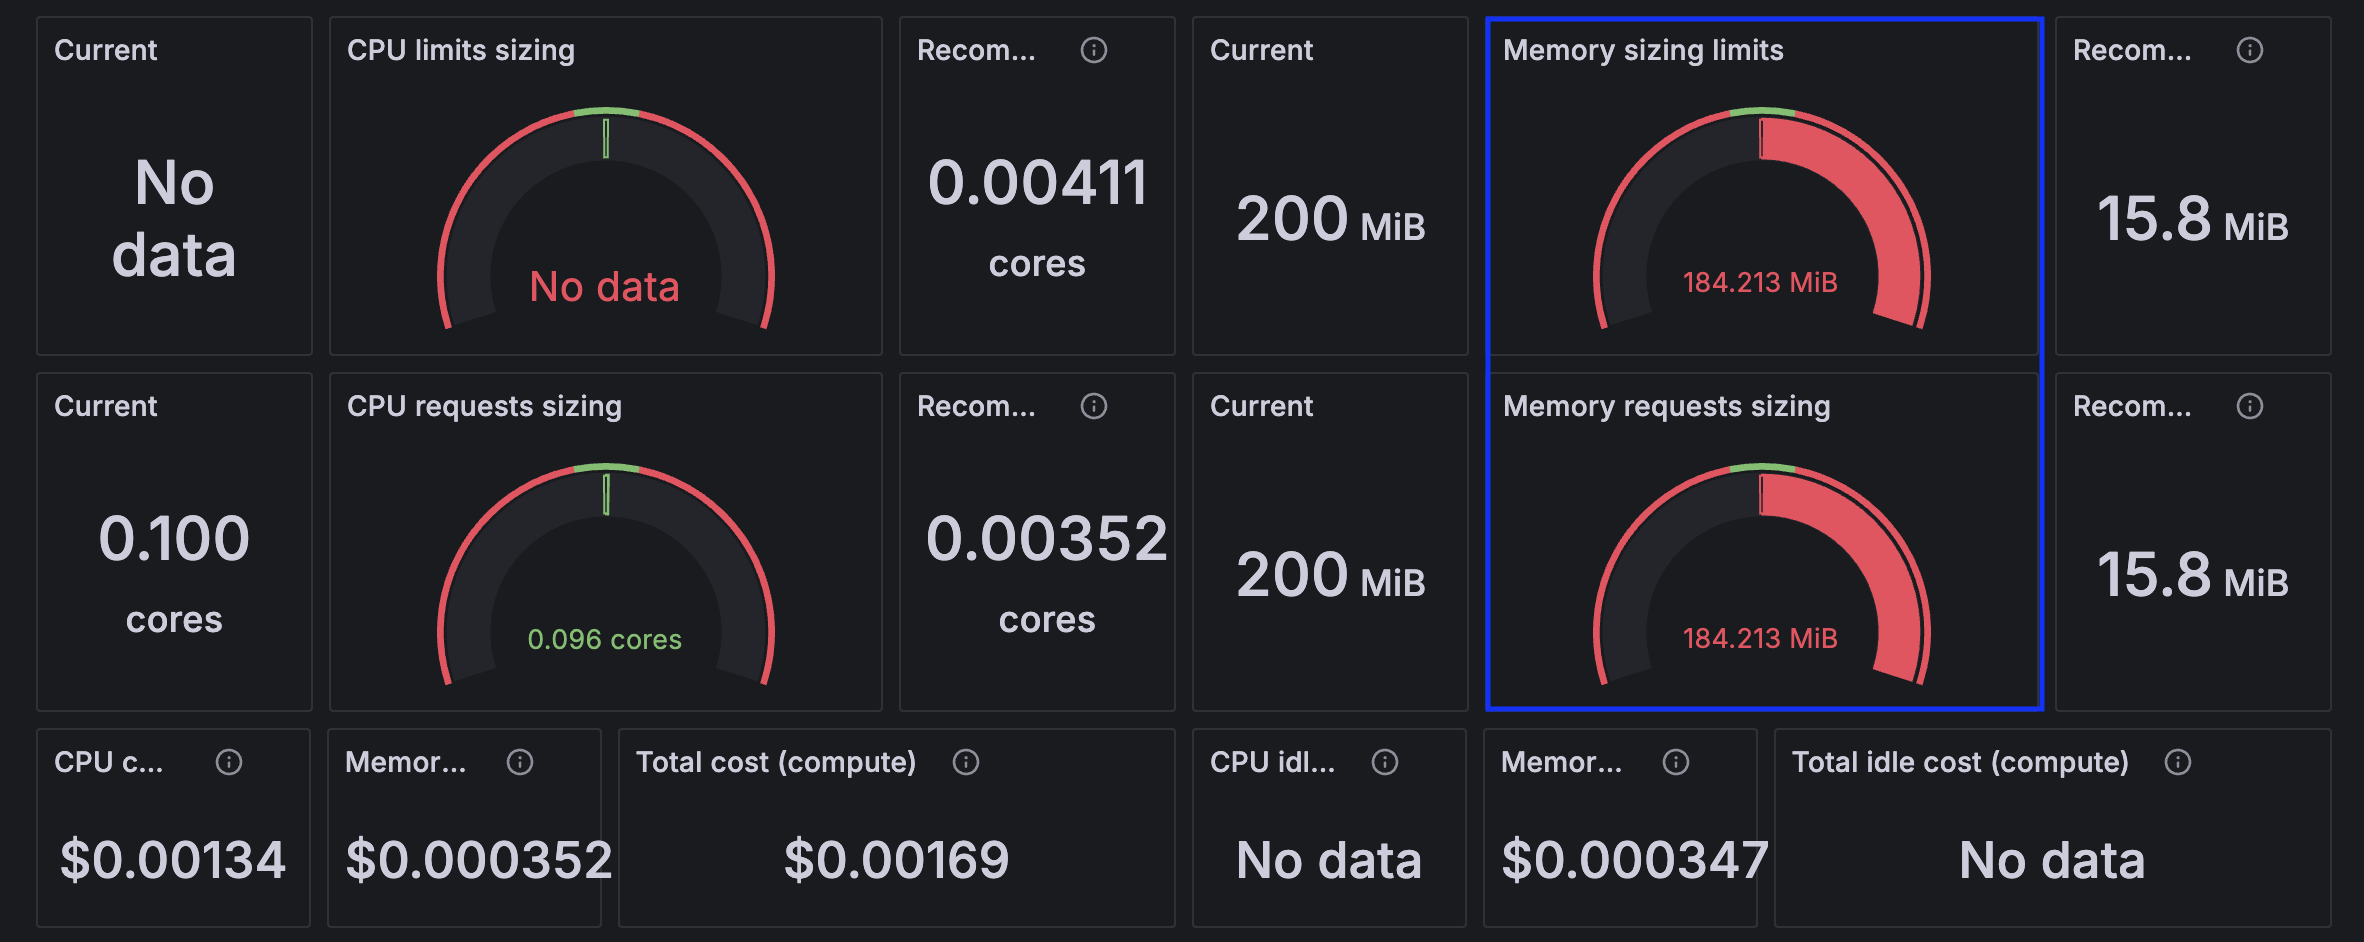 Current
No
data
CPU limits sizing
No data
Recom...
0.00411
cores
Current
200 MiB
Memory sizing limits
184.213 MiB
Recom...
15.8 MiB
Current
0.100
cores
CPU requests sizing
0.096 cores
Recom...
0.00352
cores
Current
200 MiB
Memory requests sizing
184.213 MiB
Recom...
15.8 MiB
CPU c...
$0.00134
Memor...
$0.000352
Total cost (compute)
$0.00169
CPU idl...
No data
Memor...
$0.000347
Total idle cost (compute)
No data